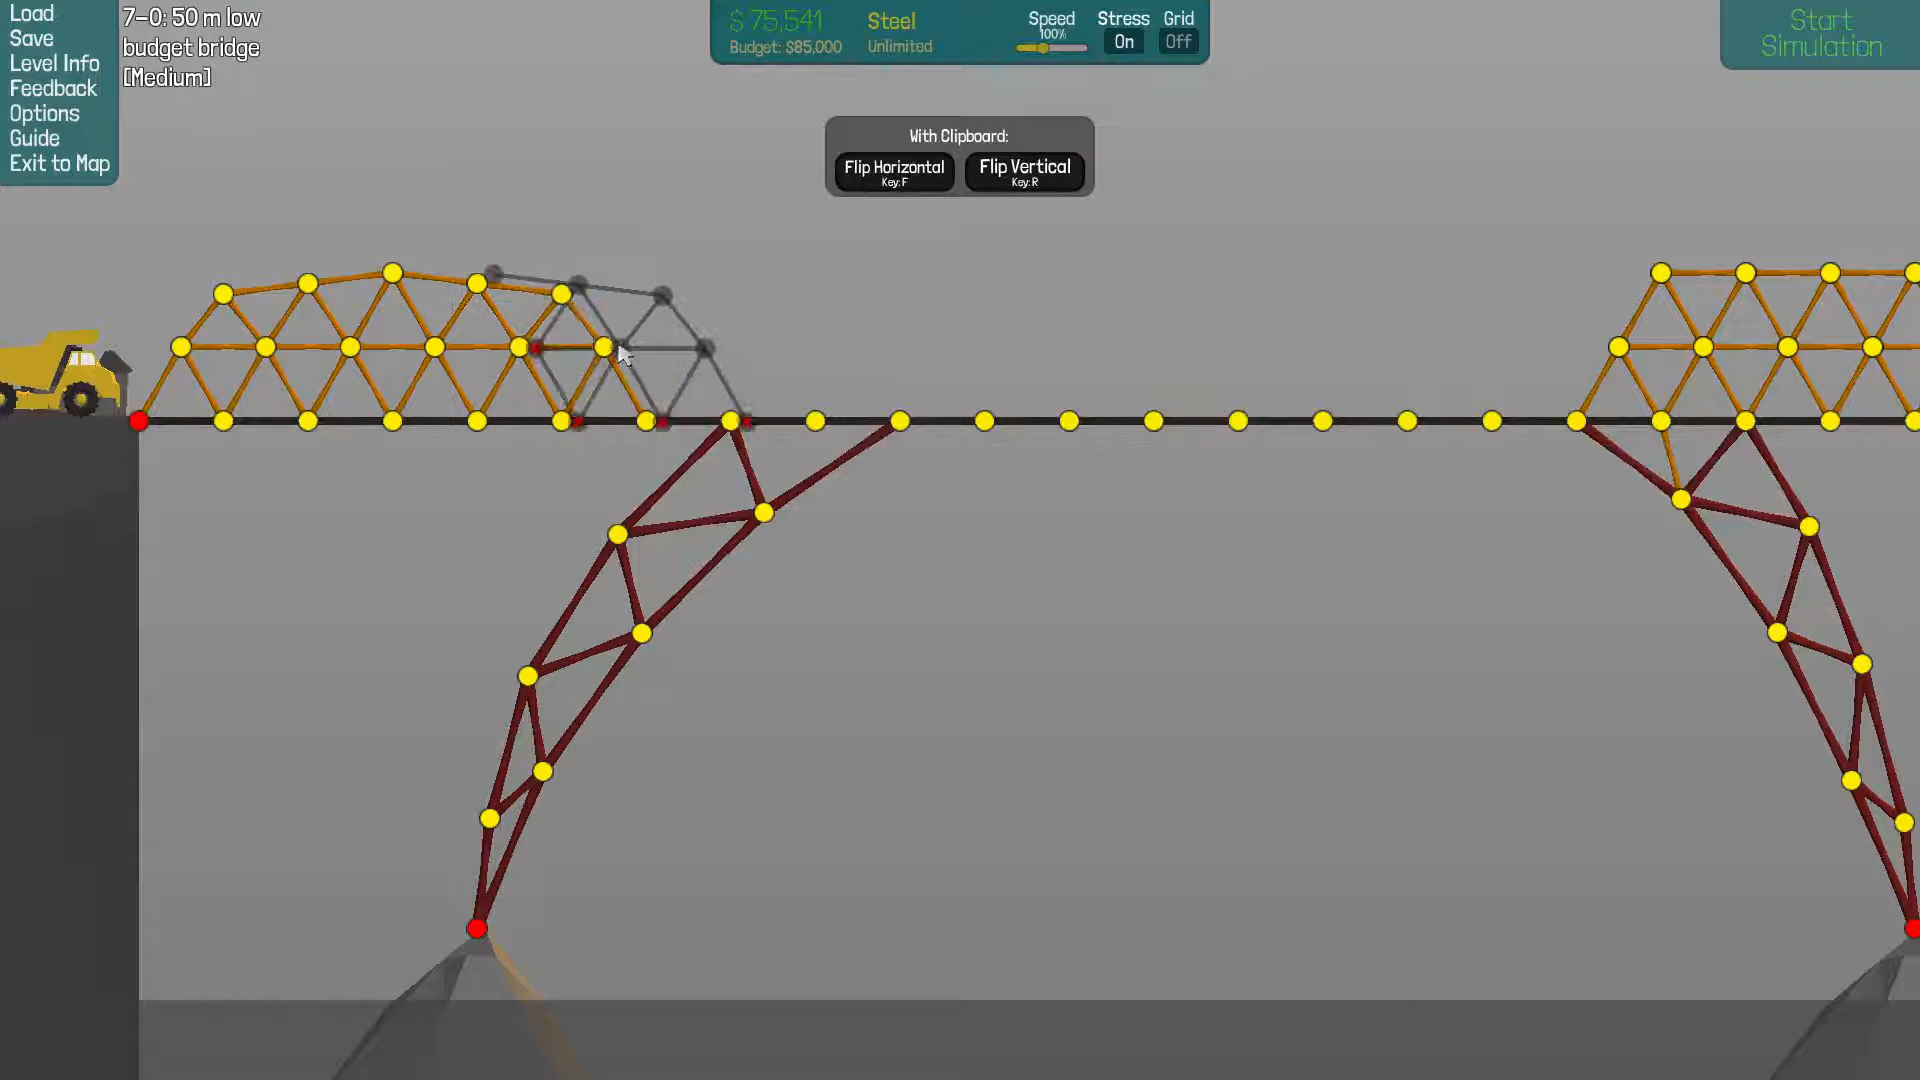 Load
Save
Level Info
Feedback
Options
Guide
Exit to Map
7-0: 50 m low
budget bridge
[Medium]
$ 75,541
Budget: $85,000
Steel
Unlimited
Speed
100%
Stress
On
Grid
Off
Start
Simulation
With Clipboard:
Flip Horizontal
Key: F
Flip Vertical
Key: R